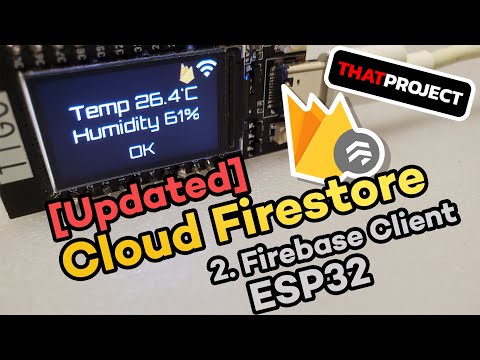 THATPROJECT
Temp 26.4°C
Humidity 61%
OK
[Updated]
Cloud Firestore
2. Firebase Client
ESP32